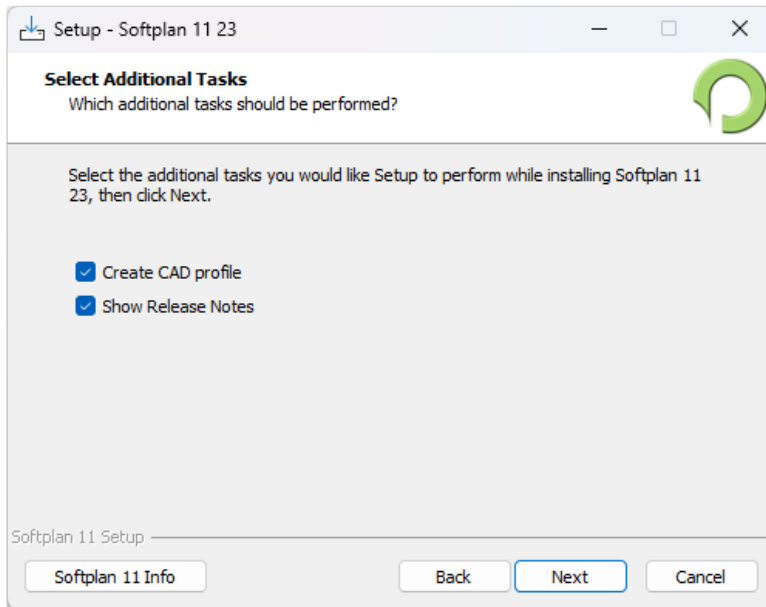 Setup - Softplan 11 23
Select Additional Tasks
Which additional tasks should be performed?
Select the additional tasks you would like Setup to perform while installing Softplan 11
23, then click Next.
Create CAD profile
Show Release Notes
Softplan 11 Setup
Softplan 11 Info
Back
Next
Cancel